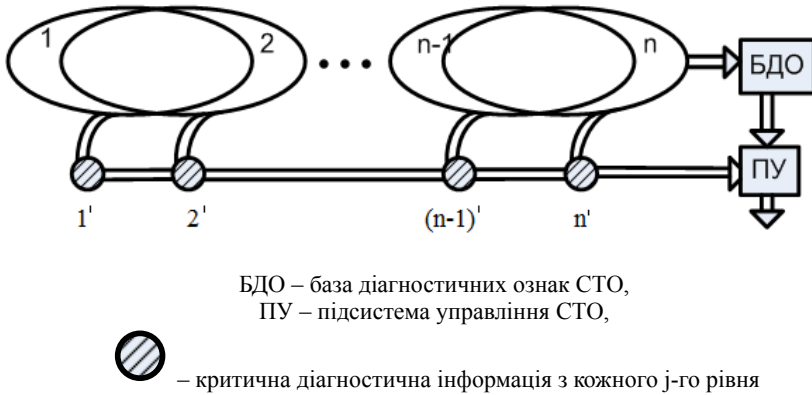 1 2 • • • n-1 n БДО
ПУ
1' 2' (n-1)' n'
БДО – база діагностичних ознак СТО,
ПУ – підсистема управління СТО,
– критична діагностична інформація з кожного j-го рівня